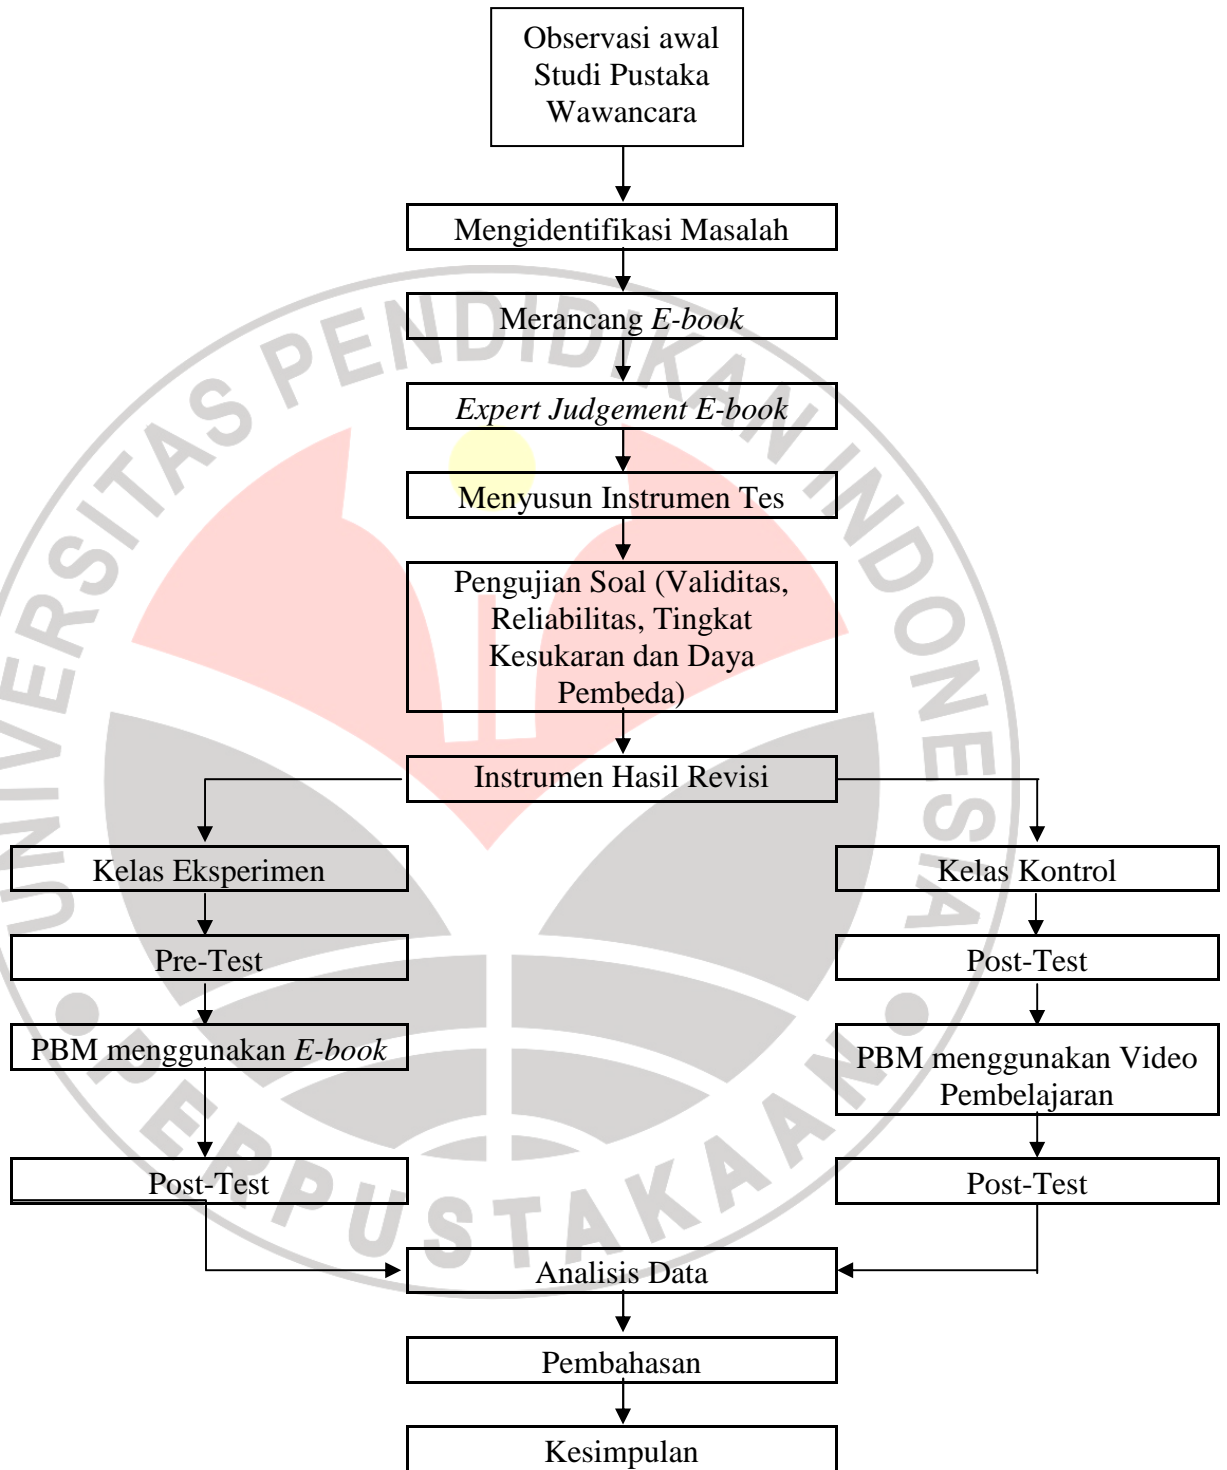 Observasi awal
Studi Pustaka
Wawancara
Mengidentifikasi Masalah
Merancang E-book
Expert Judgement E-book
Menyusun Instrumen Tes
Pengujian Soal (Validitas,
Reliabilitas, Tingkat
Kesukaran dan Daya
Pembeda)
Instrumen Hasil Revisi
Kelas Eksperimen
Kelas Kontrol
Pre-Test
Post-Test
PBM menggunakan E-book
PBM menggunakan Video
Pembelajaran
Post-Test
Post-Test
Analisis Data
Pembahasan
Kesimpulan
UNIVERSITAS PENDIDIKAN INDONESIA
PERPUSTAKAAN